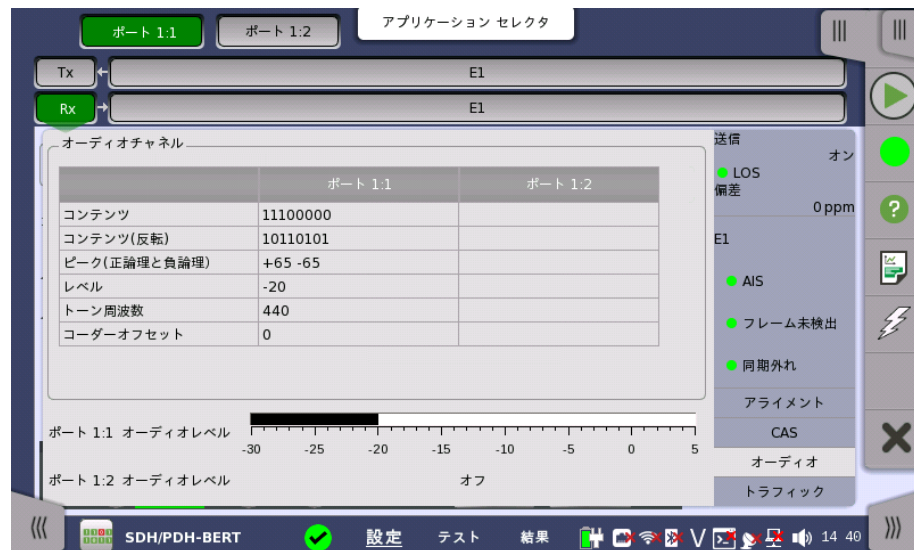 アプリケーション セレクタ
ポート 1:1
ポート 1:2
Tx
E1
Rx
E1
オーディオチャネル
ポート 1:1 ポート 1:2
コンテンツ 11100000
コンテンツ(反転) 10110101
ピーク(正論理と負論理) +65 -65
レベル -20
トーン周波数 440
コーダーオフセット 0
ポート 1:1 オーディオレベル
-30 -25 -20 -15 -10 -5 0 5
ポート 1:2 オーディオレベル オフ
送信
オン
LOS
偏差
0 ppm
E1
AIS
フレーム未検出
同期外れ
アライメント
CAS
オーディオ
トラフィック
SDH/PDH-BERT 設定 テスト 結果 14 40